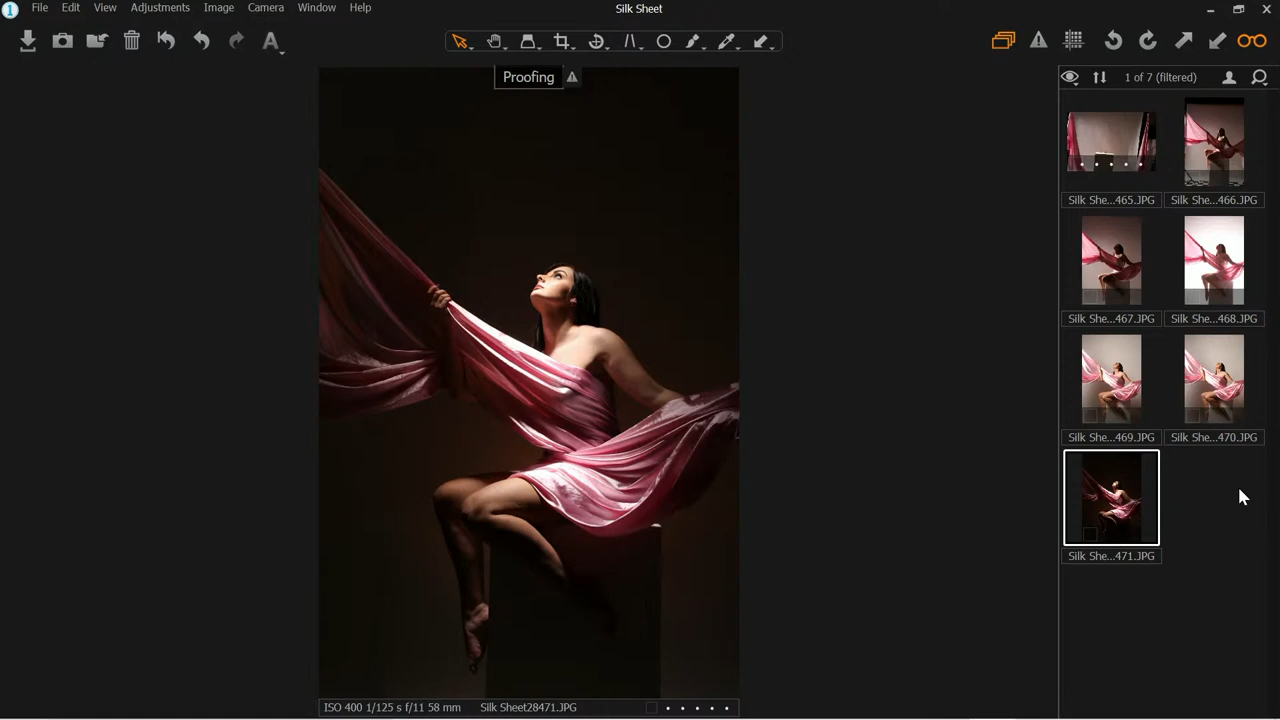 File Edit View Adjustments Image Camera Window Help
Silk Sheet
A
Proofing
1 of 7 (filtered)
Silk She...465.JPG
Silk She...466.JPG
Silk She...467.JPG
Silk She...468.JPG
Silk She...469.JPG
Silk She...470.JPG
Silk She...471.JPG
ISO 400 1/125 s f/11 58 mm
Silk Sheet28471.JPG